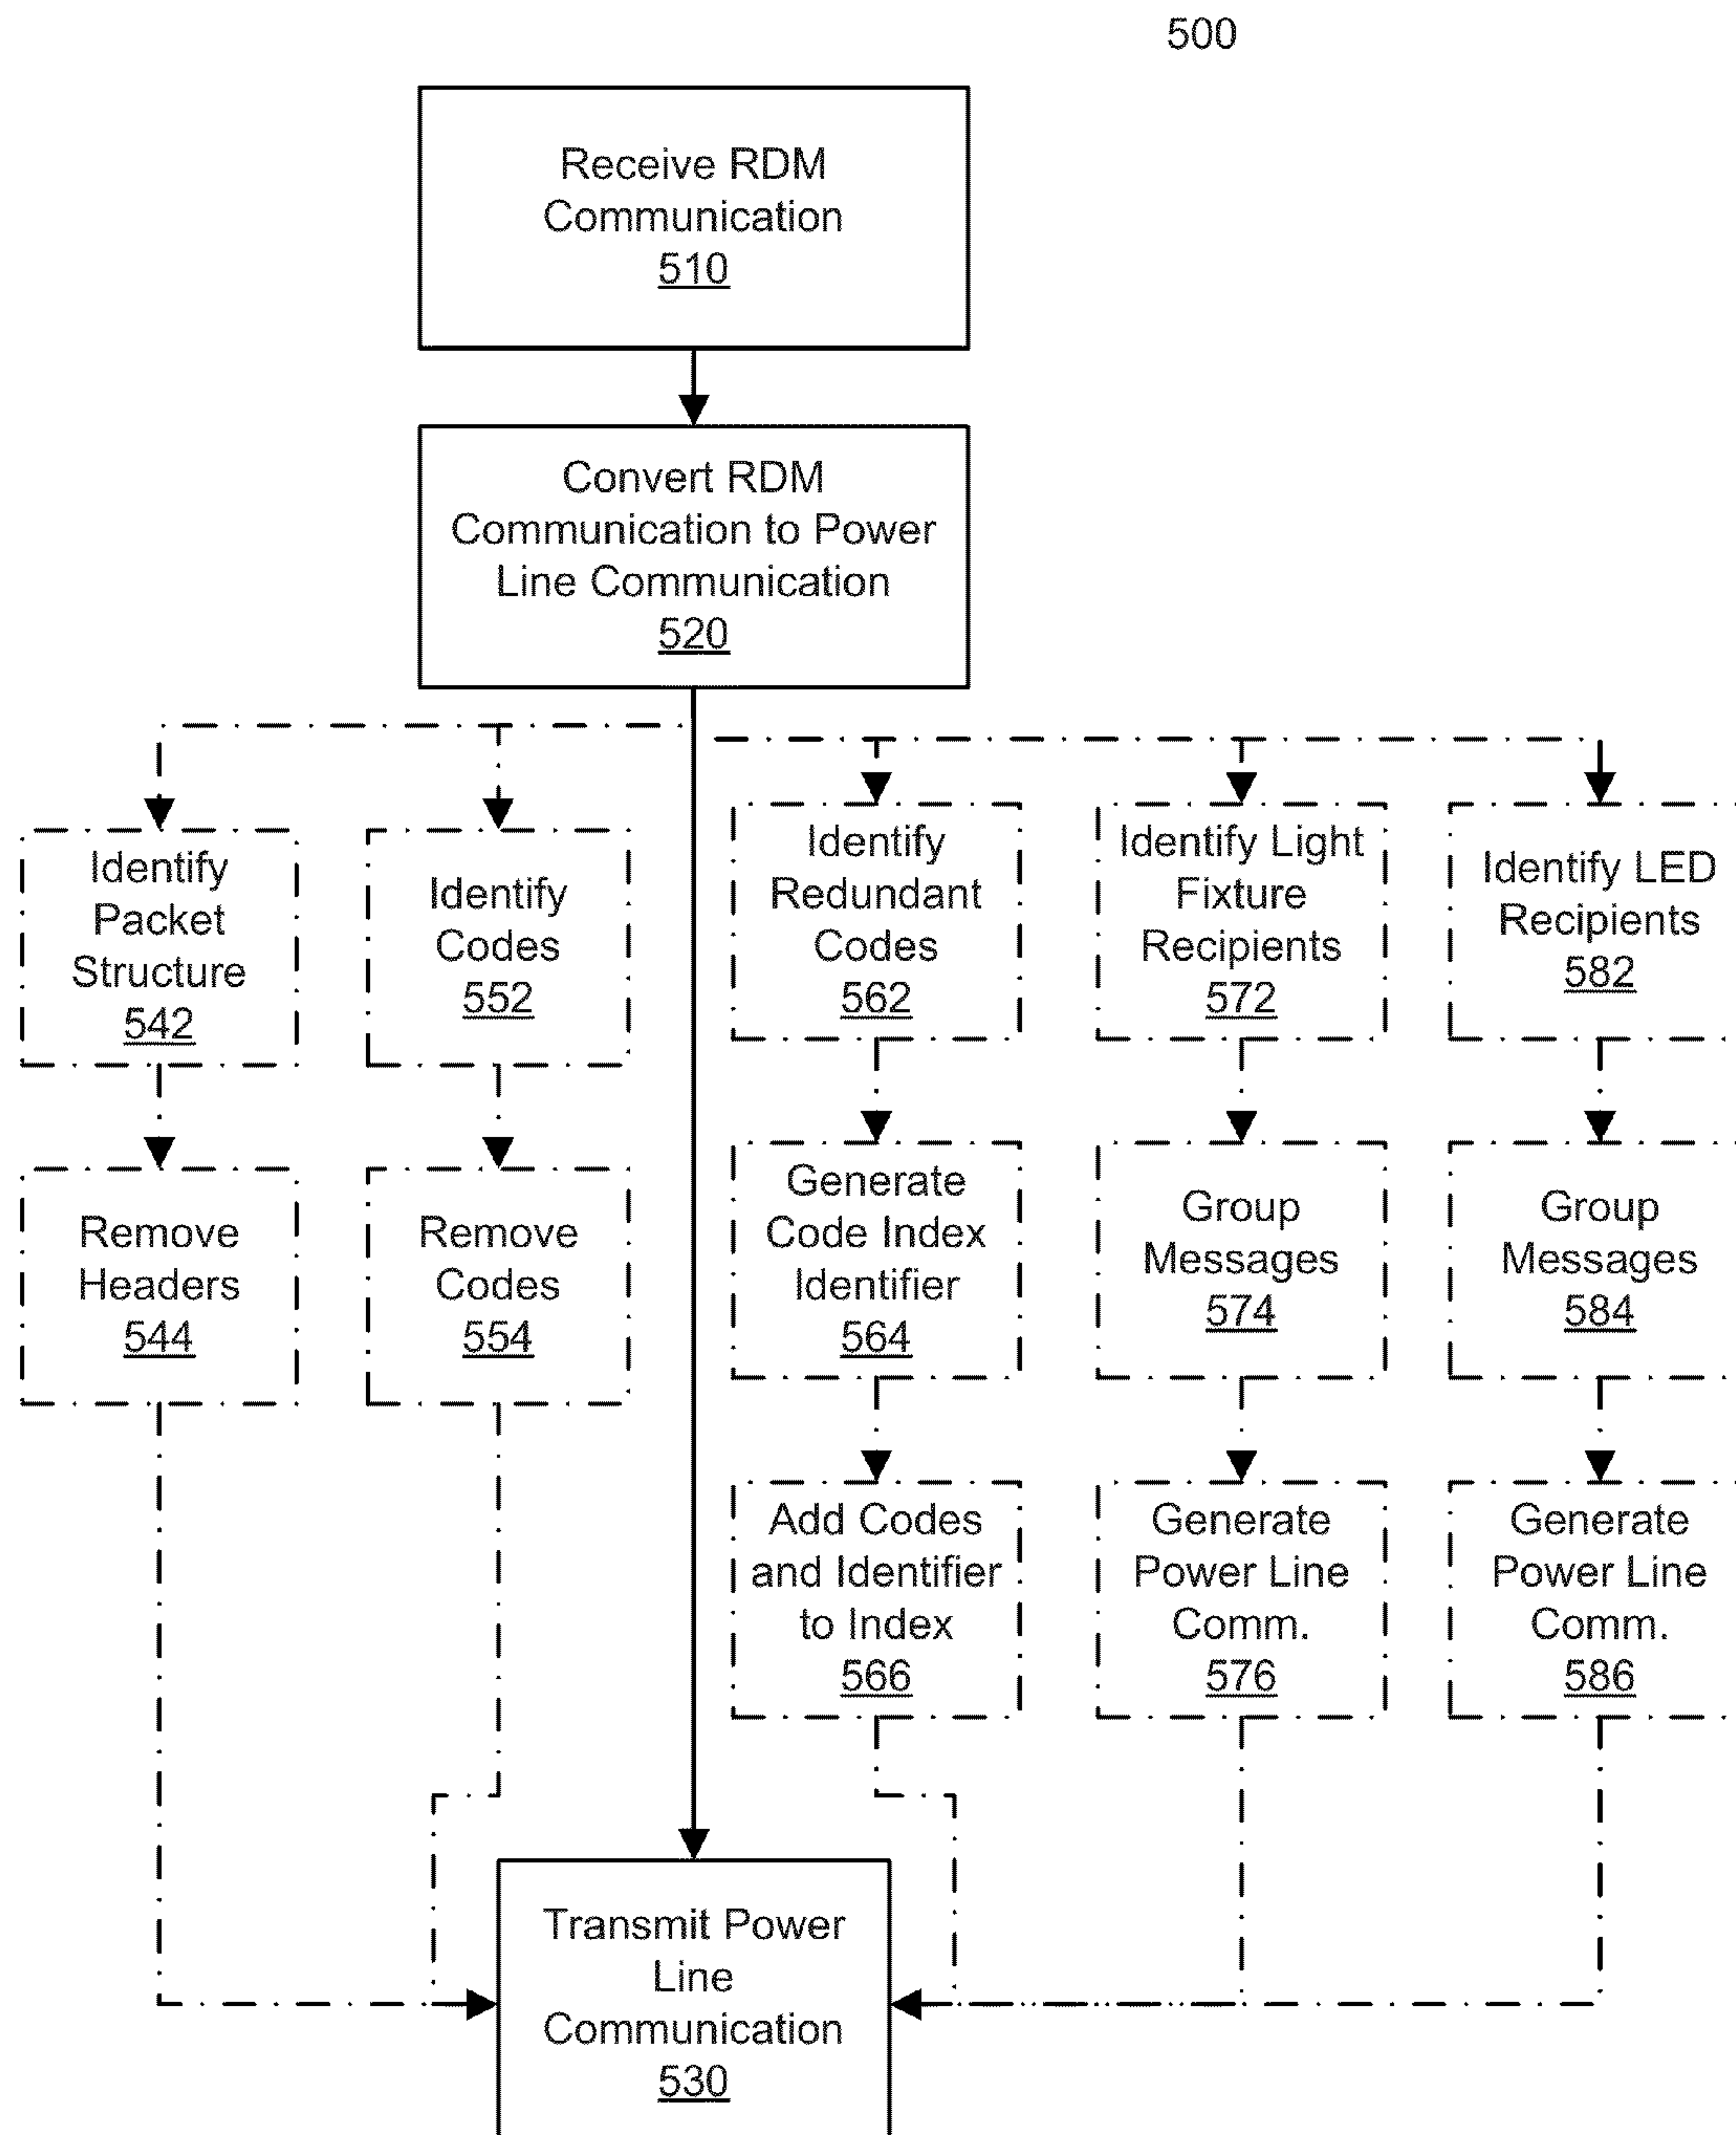 500
Receive RDM
Communication
510
Convert RDM
Communication to Power
Line Communication
520
Identify
Packet
Structure
542
Identify
Codes
552
Identify
Redundant
Codes
562
Identify Light
Fixture
Recipients
572
Identify LED
Recipients
582
Remove
Headers
544
Remove
Codes
554
Generate
Code Index
Identifier
564
Group
Messages
574
Group
Messages
584
Add Codes
and Identifier
to Index
566
Generate
Power Line
Comm.
576
Generate
Power Line
Comm.
586
Transmit Power
Line
Communication
530